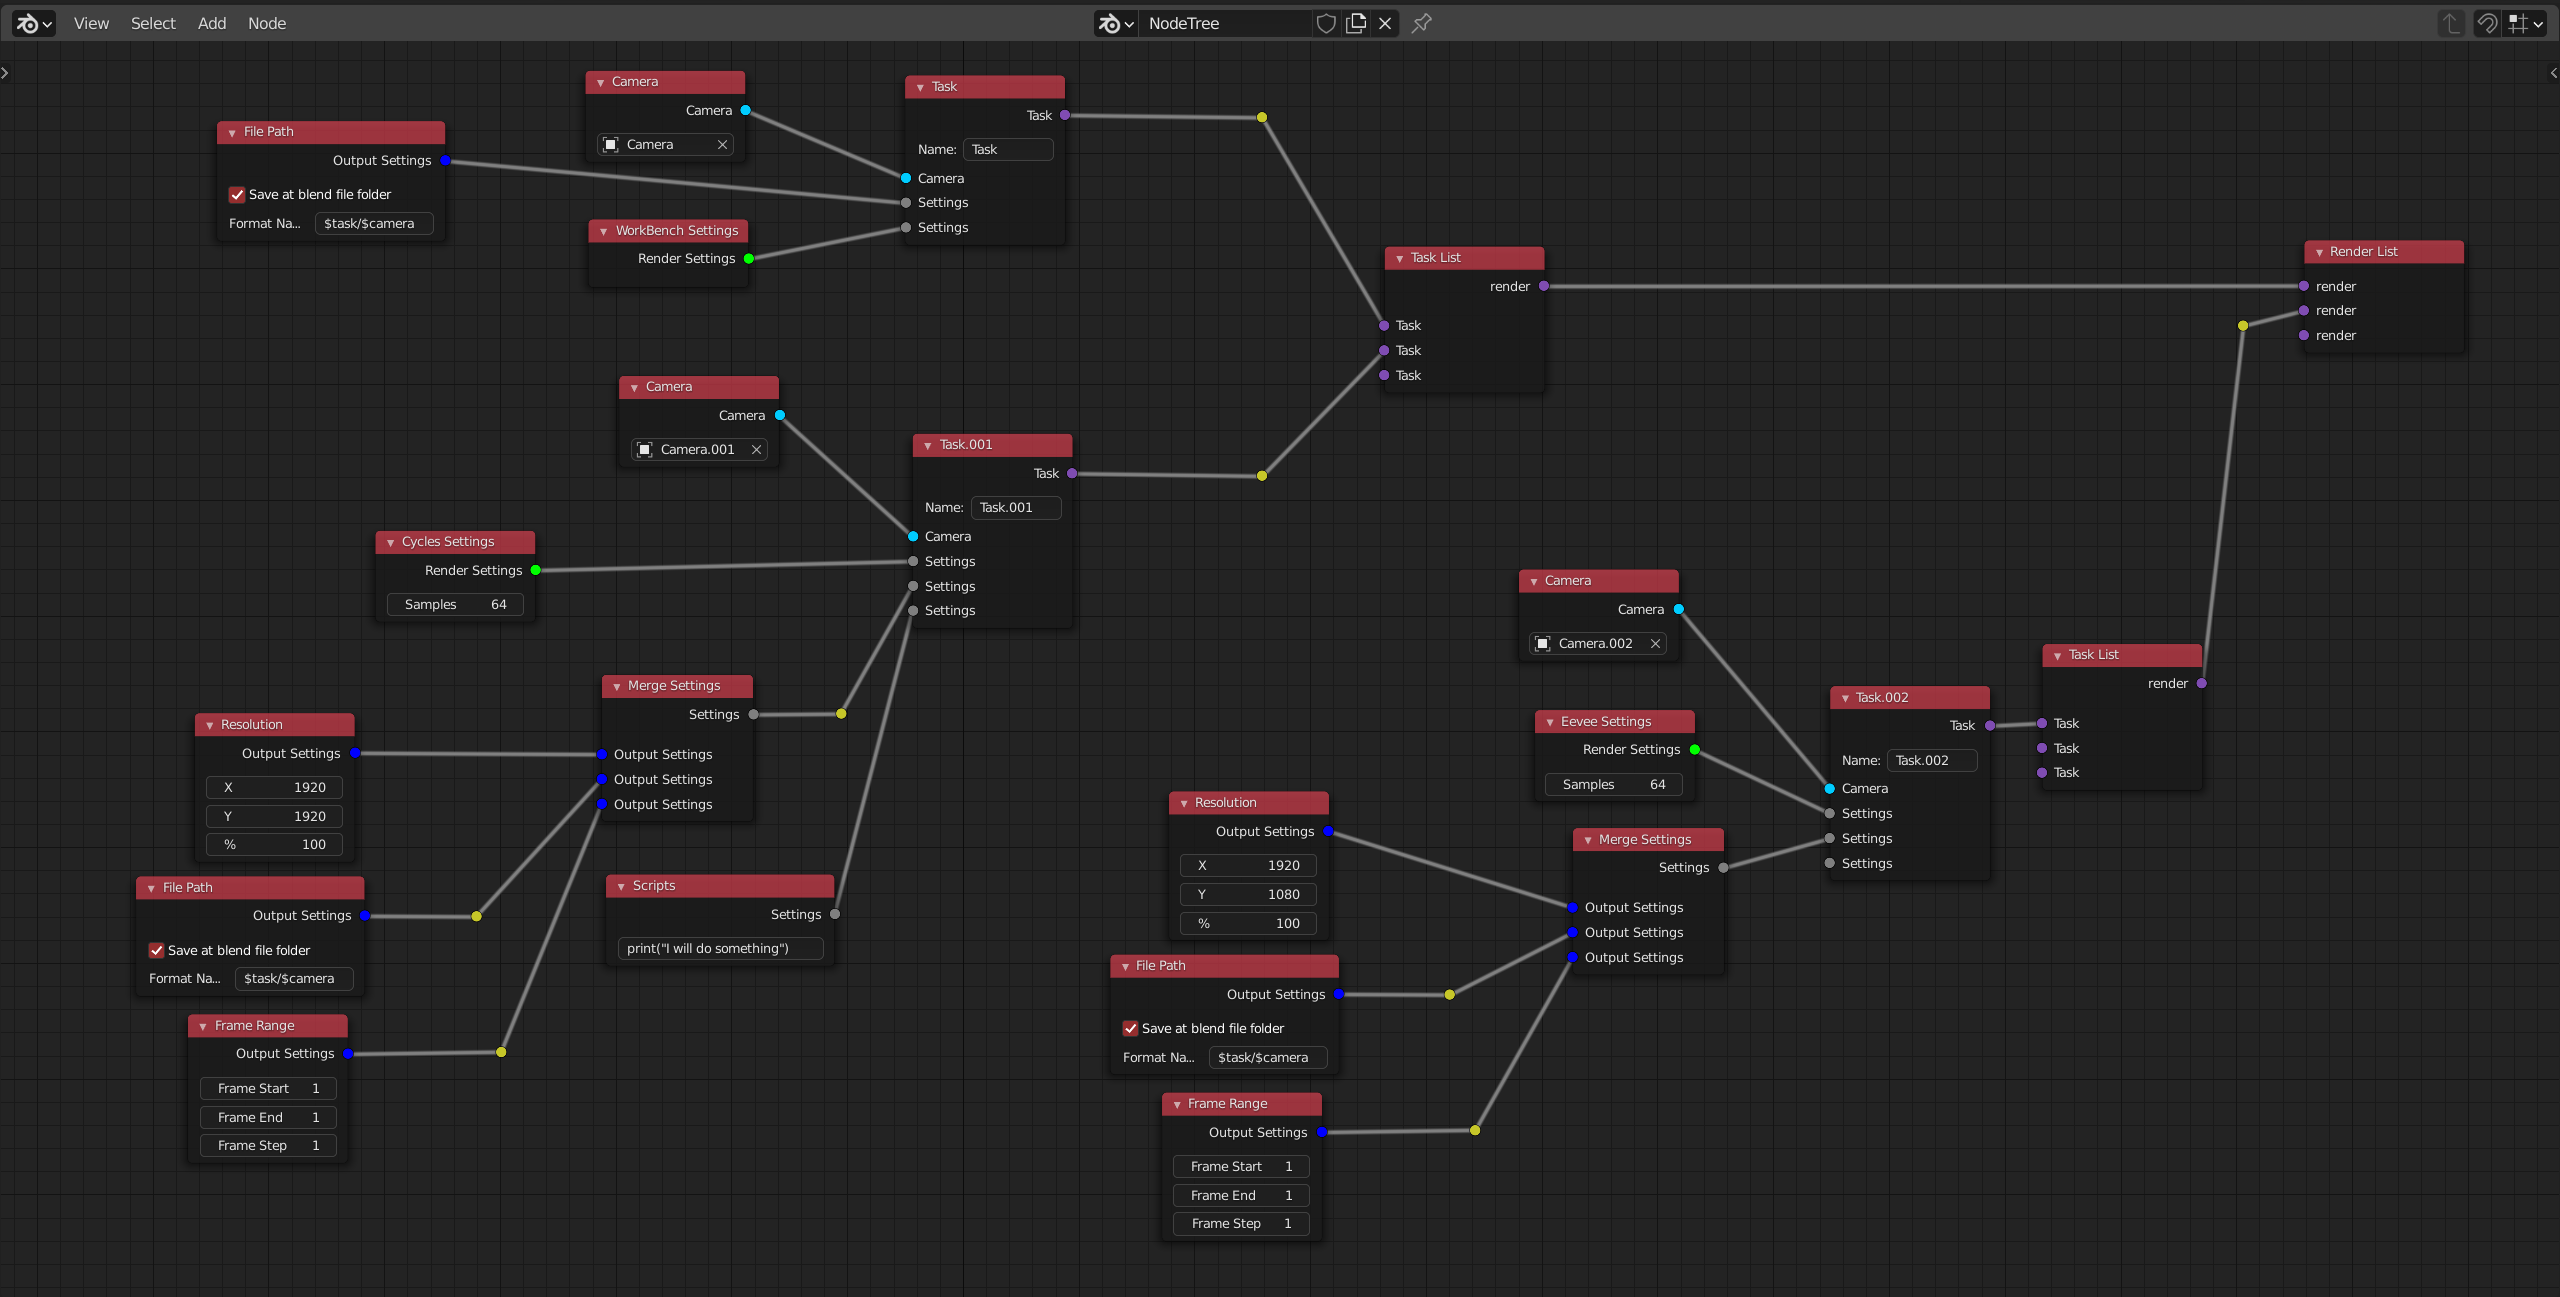 View Select Add Node
NodeTree
Camera
Camera
Camera
File Path
Output Settings
Save at blend file folder
Format Na... $task/$camera
WorkBench Settings
Render Settings
Task
Task
Name: Task
Camera
Settings
Settings
Task List
render
Task
Task
Task
Render List
render
render
render
Camera
Camera
Camera.001
Task.001
Task
Name: Task.001
Camera
Settings
Settings
Settings
Cycles Settings
Render Settings
Samples 64
Merge Settings
Settings
Output Settings
Output Settings
Output Settings
Resolution
Output Settings
X 1920
Y 1920
% 100
File Path
Output Settings
Save at blend file folder
Format Na... $task/$camera
Frame Range
Output Settings
Frame Start 1
Frame End 1
Frame Step 1
Scripts
Settings
print("I will do something")
Camera
Camera
Camera.002
Eevee Settings
Render Settings
Samples 64
Task.002
Task
Name: Task.002
Camera
Settings
Settings
Settings
Task List
render
Task
Task
Task
Merge Settings
Settings
Output Settings
Output Settings
Output Settings
Resolution
Output Settings
X 1920
Y 1080
% 100
File Path
Output Settings
Save at blend file folder
Format Na... $task/$camera
Frame Range
Output Settings
Frame Start 1
Frame End 1
Frame Step 1